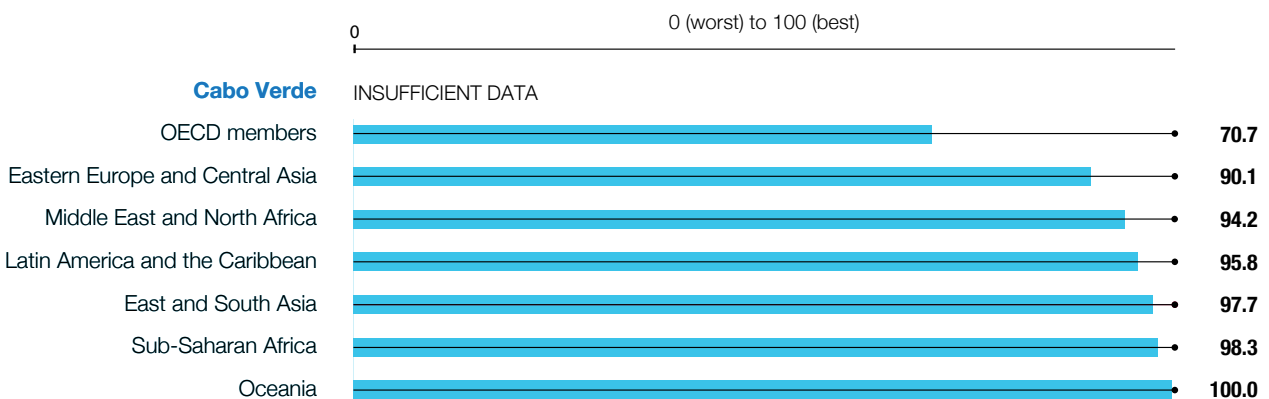 0 (worst) to 100 (best)
0
Cabo Verde INSUFFICIENT DATA
OECD members 70.7
Eastern Europe and Central Asia 90.1
Middle East and North Africa 94.2
Latin America and the Caribbean 95.8
East and South Asia 97.7
Sub-Saharan Africa 98.3
Oceania 100.0